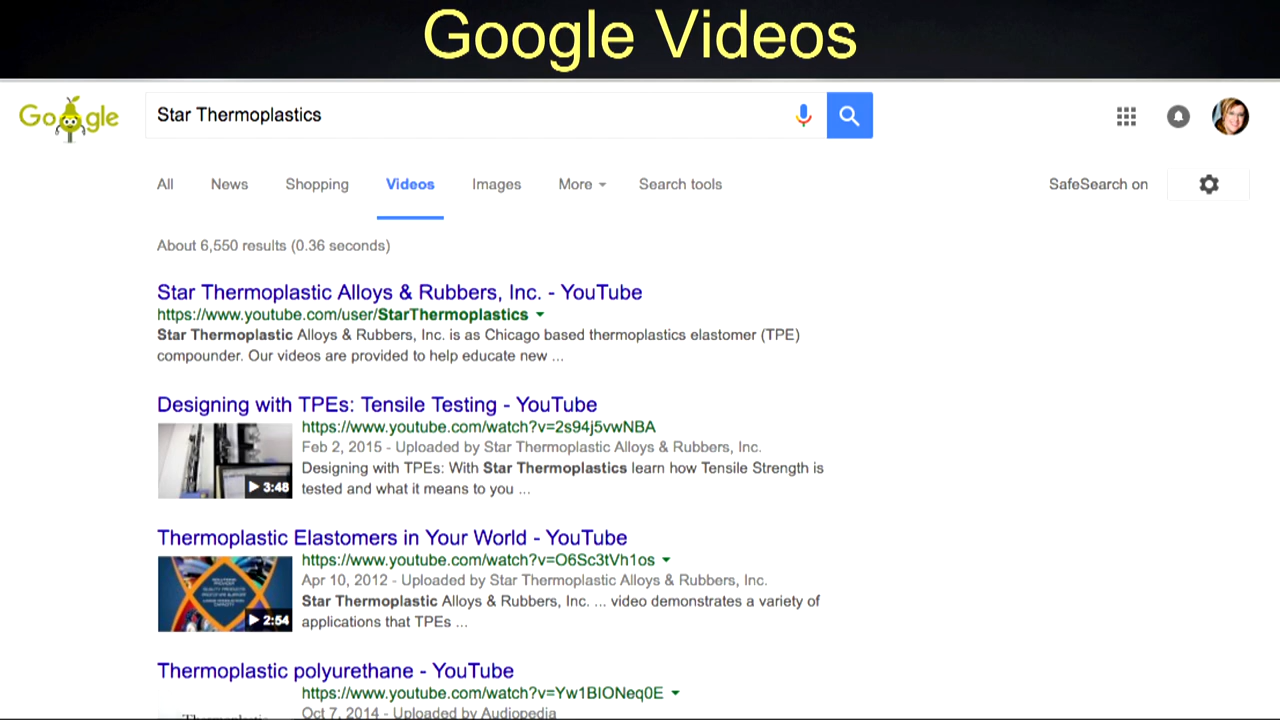 Google Videos
Google
Star Thermoplastics
All News Shopping Videos Images More Search tools SafeSearch on
About 6,550 results (0.36 seconds)
Star Thermoplastic Alloys & Rubbers, Inc. - YouTube
https://www.youtube.com/user/StarThermoplastics
Star Thermoplastic Alloys & Rubbers, Inc. is as Chicago based thermoplastics elastomer (TPE)
compounder. Our videos are provided to help educate new ...
Designing with TPEs: Tensile Testing - YouTube
https://www.youtube.com/watch?v=2s94j5vwNBA
Feb 2, 2015 - Uploaded by Star Thermoplastic Alloys & Rubbers, Inc.
Designing with TPEs: With Star Thermoplastics learn how Tensile Strength is
tested and what it means to you ...
3:48
Thermoplastic Elastomers in Your World - YouTube
https://www.youtube.com/watch?v=O6Sc3tVh1os
Apr 10, 2012 - Uploaded by Star Thermoplastic Alloys & Rubbers, Inc.
Star Thermoplastic Alloys & Rubbers, Inc. ... video demonstrates a variety of
applications that TPEs ...
2:54
Thermoplastic polyurethane - YouTube
https://www.youtube.com/watch?v=Yw1BIONeq0E
Oct 7, 2014 - Uploaded by Audiopedia
Thermoplastic